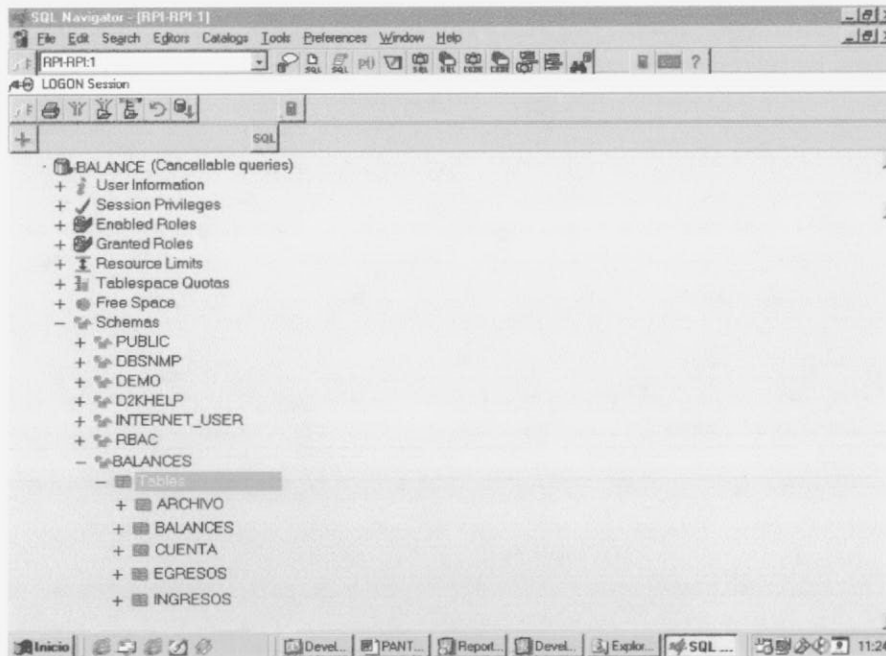 SQL Navigator - [RPI-RPI:1]
File Edit Search Editors Catalogs Tools Preferences Window Help
RPI-RPI:1
LOGON Session
SQL
BALANCE (Cancellable queries)
User Information
Session Privileges
Enabled Roles
Granted Roles
Resource Limits
Tablespace Quotas
Free Space
Schemas
PUBLIC
DBSNMP
DEMO
D2KHELP
INTERNET_USER
RBAC
BALANCES
Tables
ARCHIVO
BALANCES
CUENTA
EGRESOS
INGRESOS
Inicio Devel... PANT... Report... Devel... Explor... SQL ... 11:24